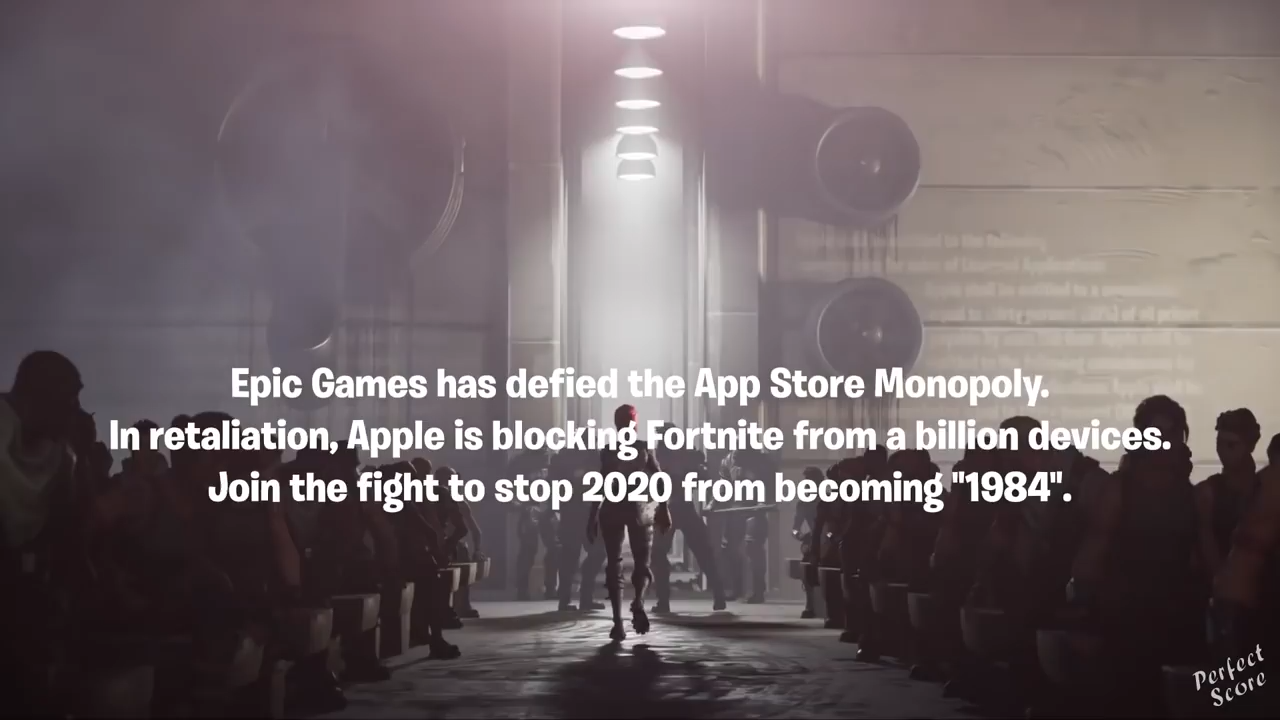 Epic Games has defied the App Store Monopoly.
In retaliation, Apple is blocking Fortnite from a billion devices.
Join the fight to stop 2020 from becoming "1984".
Perfect
Score